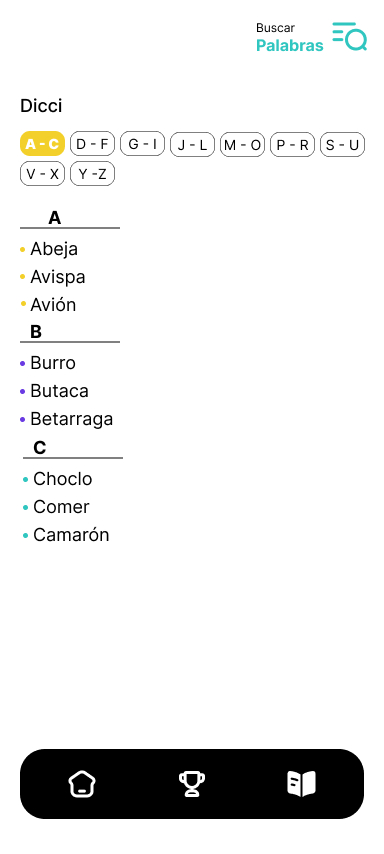 Buscar
Palabras
Dicci
A - C D - F G - I J - L M - O P - R S - U
V - X Y -Z
A
Abeja
Avispa
Avión
B
Burro
Butaca
Betarraga
C
Choclo
Comer
Camarón